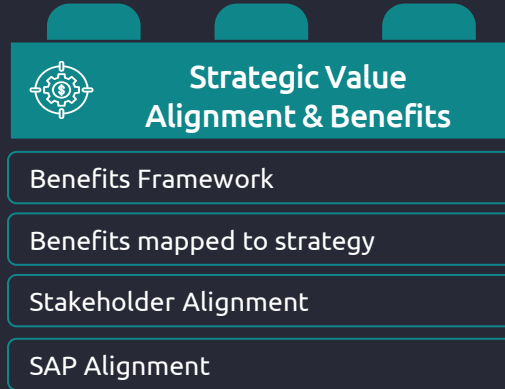 Strategic Value
Alignment & Benefits
Benefits Framework
Benefits mapped to strategy
Stakeholder Alignment
SAP Alignment